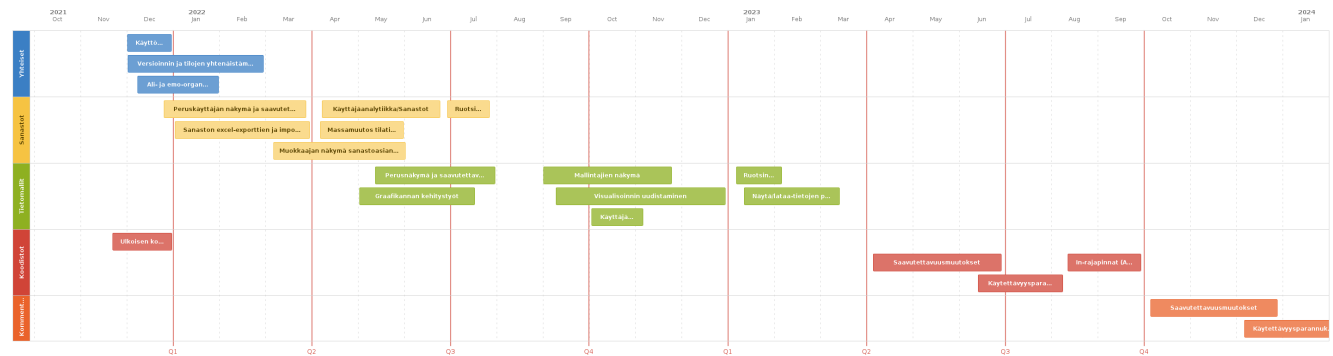 2021 2022 2023 2024
Oct Nov Dec Jan Feb Mar Apr May Jun Jul Aug Sep Oct Nov Dec Jan Feb Mar Apr May Jun Jul Aug Sep Oct Nov Dec Jan
Yhteiset
Käyttö...
Versioinnin ja tilojen yhtenäistäm...
Ali- ja emo-organ...
Sanastot
Peruskäyttäjän näkymä ja saavutet... Käyttäjäanalytiikka/Sanastot Ruotsi...
Sanaston excel-exporttien ja impo... Massamuutos tilati...
Muokkaajan näkymä sanastoasian...
Tietomallit
Perusnäkymä ja saavutettav... Mallintajien näkymä Ruotsin...
Graafikannan kehitystyöt Visualisoinnin uudistaminen Näytä/lataa-tietojen p...
Käyttäjä...
Koodistot
Ulkoisen ko...
Saavutettavuusmuutokset In-rajapinnat (A...
Käytettävyyspara...
Komment...
Saavutettavuusmuutokset
Käytettävyysparannuk...
Q1 Q2 Q3 Q4 Q1 Q2 Q3 Q4